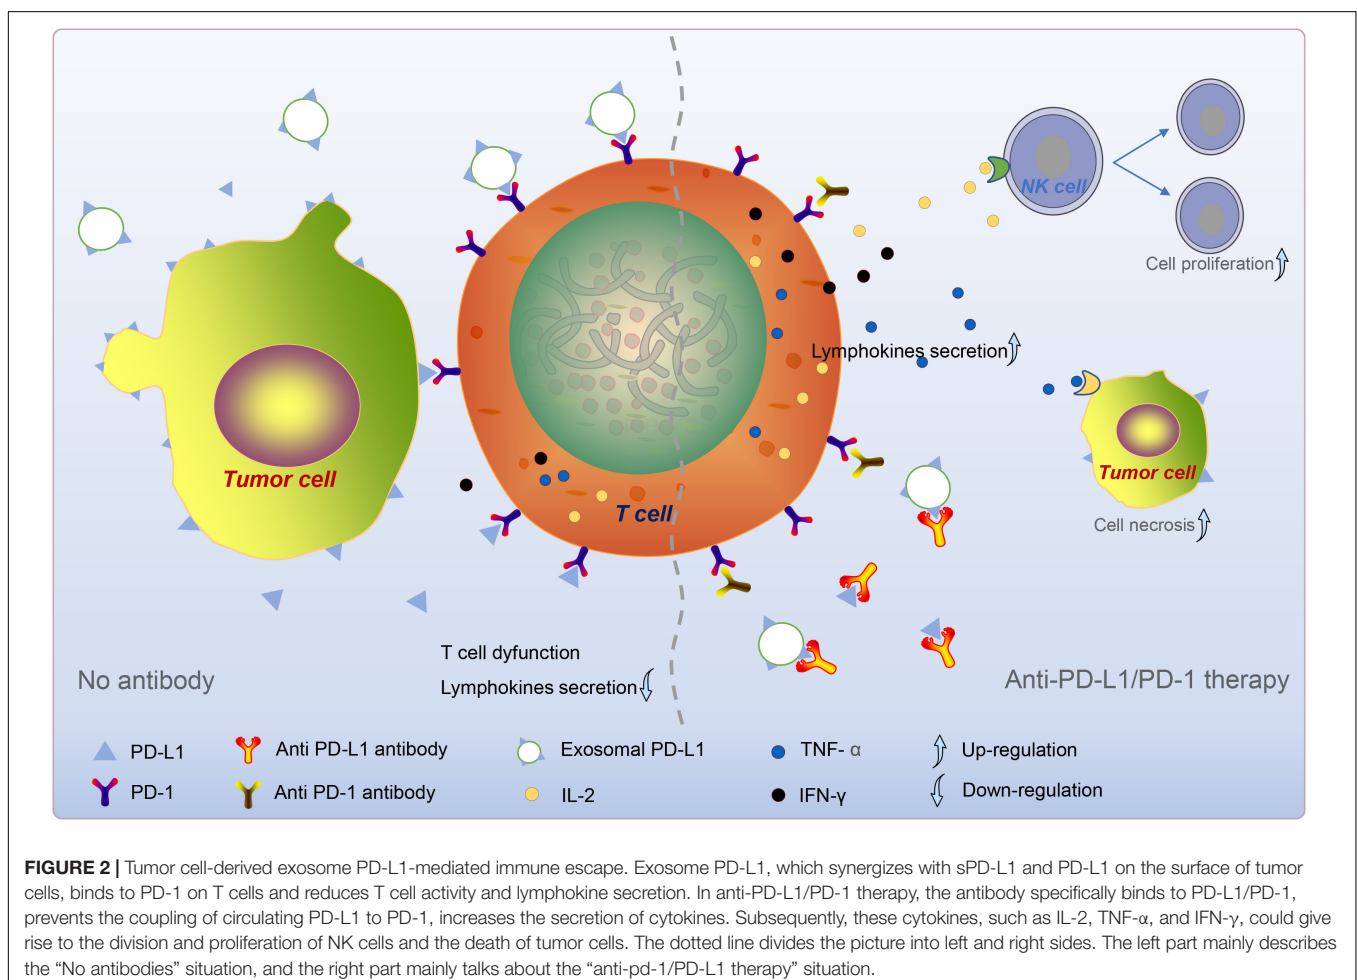 NK cell
Cell proliferation
Lymphokines secretion
Tumor cell
Tumor cell
T cell
Cell necrosis
T cell dyfunction
Lymphokines secretion
No antibody
Anti-PD-L1/PD-1 therapy
PD-L1
Anti PD-L1 antibody
Exosomal PD-L1
TNF- α
Up-regulation
PD-1
Anti PD-1 antibody
IL-2
IFN-γ
Down-regulation
FIGURE 2 | Tumor cell-derived exosome PD-L1-mediated immune escape. Exosome PD-L1, which synergizes with sPD-L1 and PD-L1 on the surface of tumor
cells, binds to PD-1 on T cells and reduces T cell activity and lymphokine secretion. In anti-PD-L1/PD-1 therapy, the antibody specifically binds to PD-L1/PD-1,
prevents the coupling of circulating PD-L1 to PD-1, increases the secretion of cytokines. Subsequently, these cytokines, such as IL-2, TNF-α, and IFN-γ, could give
rise to the division and proliferation of NK cells and the death of tumor cells. The dotted line divides the picture into left and right sides. The left part mainly describes
the “No antibodies” situation, and the right part mainly talks about the “anti-pd-1/PD-L1 therapy” situation.